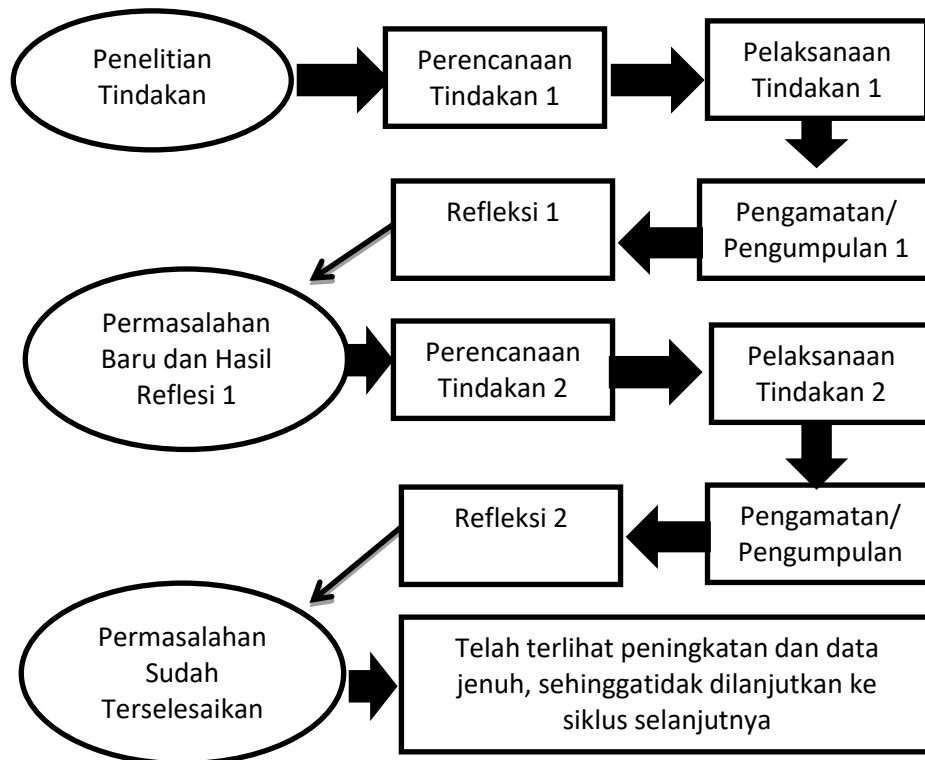 Penelitian
Tindakan
Perencanaan
Tindakan 1
Pelaksanaan
Tindakan 1
Refleksi 1
Pengamatan/
Pengumpulan 1
Permasalahan
Baru dan Hasil
Reflesi 1
Perencanaan
Tindakan 2
Pelaksanaan
Tindakan 2
Refleksi 2
Pengamatan/
Pengumpulan
Permasalahan
Sudah
Terselesaikan
Telah terlihat peningkatan dan data
jenuh, sehinggatidak dilanjutkan ke
siklus selanjutnya